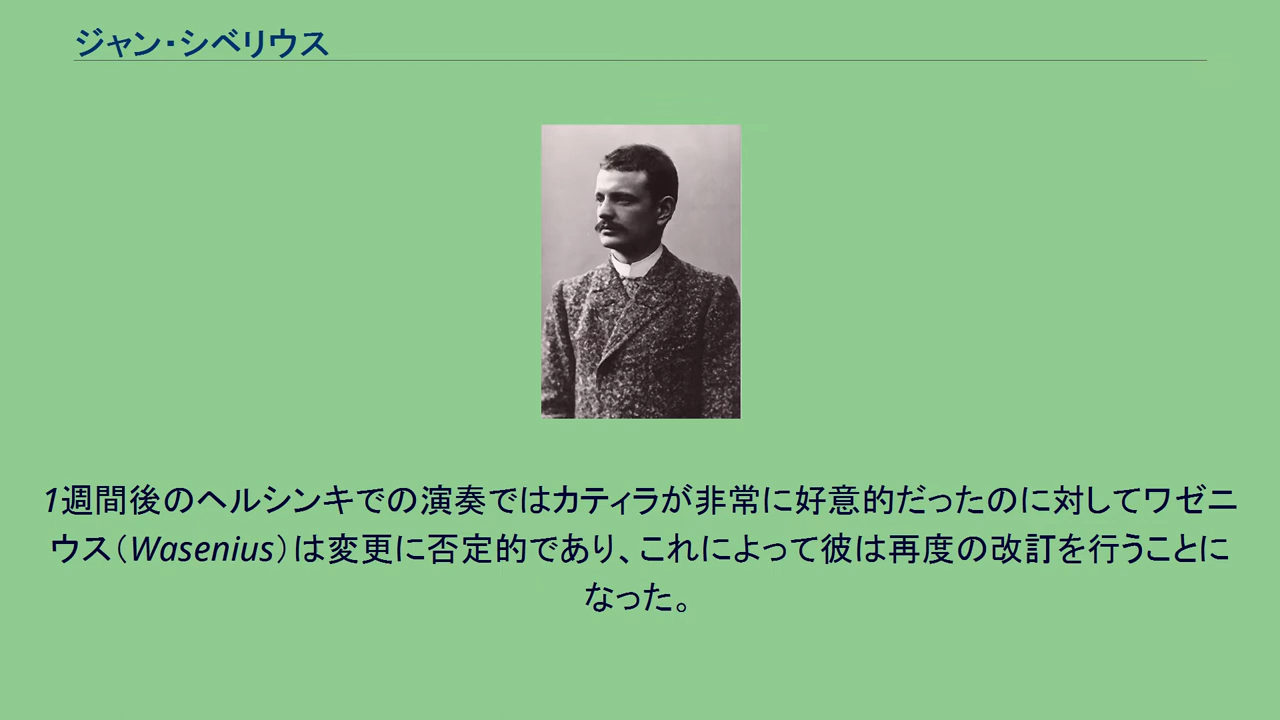 ジャン・シベリウス
1週間後のヘルシンキでの演奏ではカティラが非常に好意的だったのに対してワゼニ
ウス(Wasenius)は変更に否定的であり、これによって彼は再度の改訂を行うことに
なった。